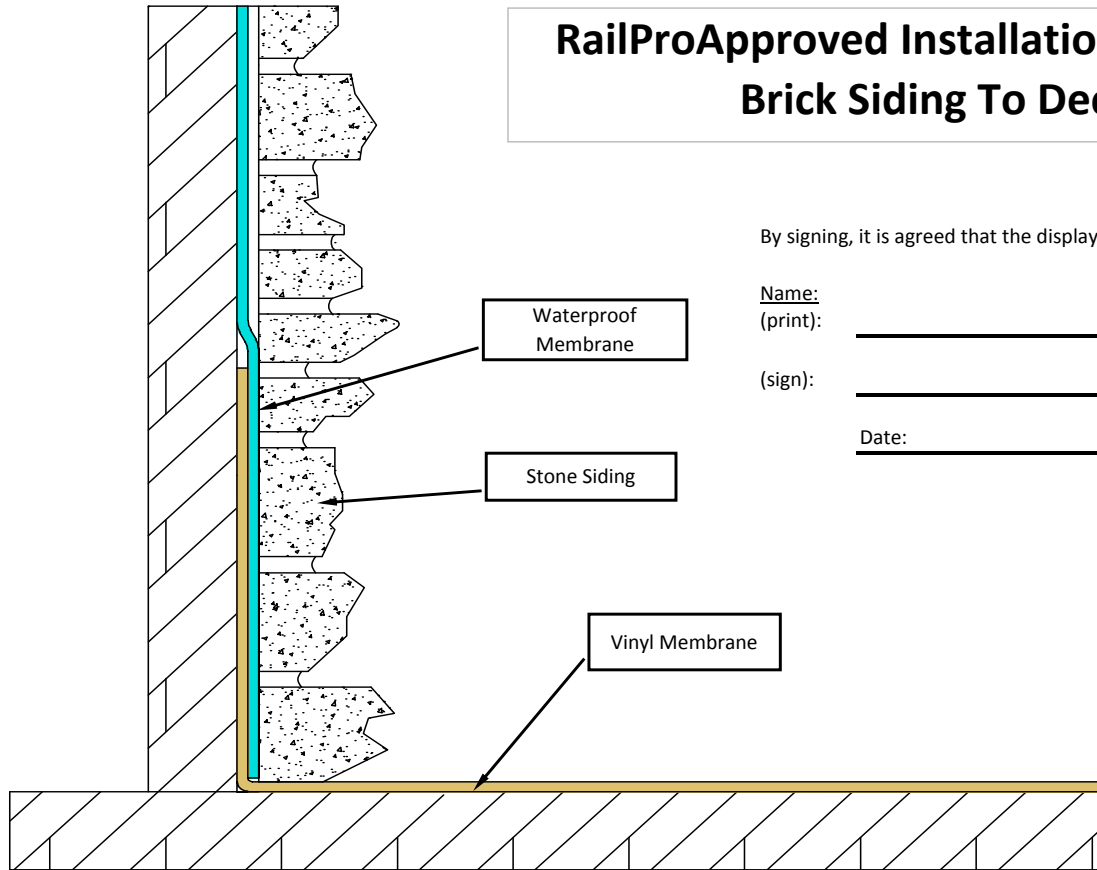 RailProApproved Installatio
Brick Siding To Dec
By signing, it is agreed that the display
Name:
(print):
(sign):
Date:
Waterproof
Membrane
Stone Siding
Vinyl Membrane